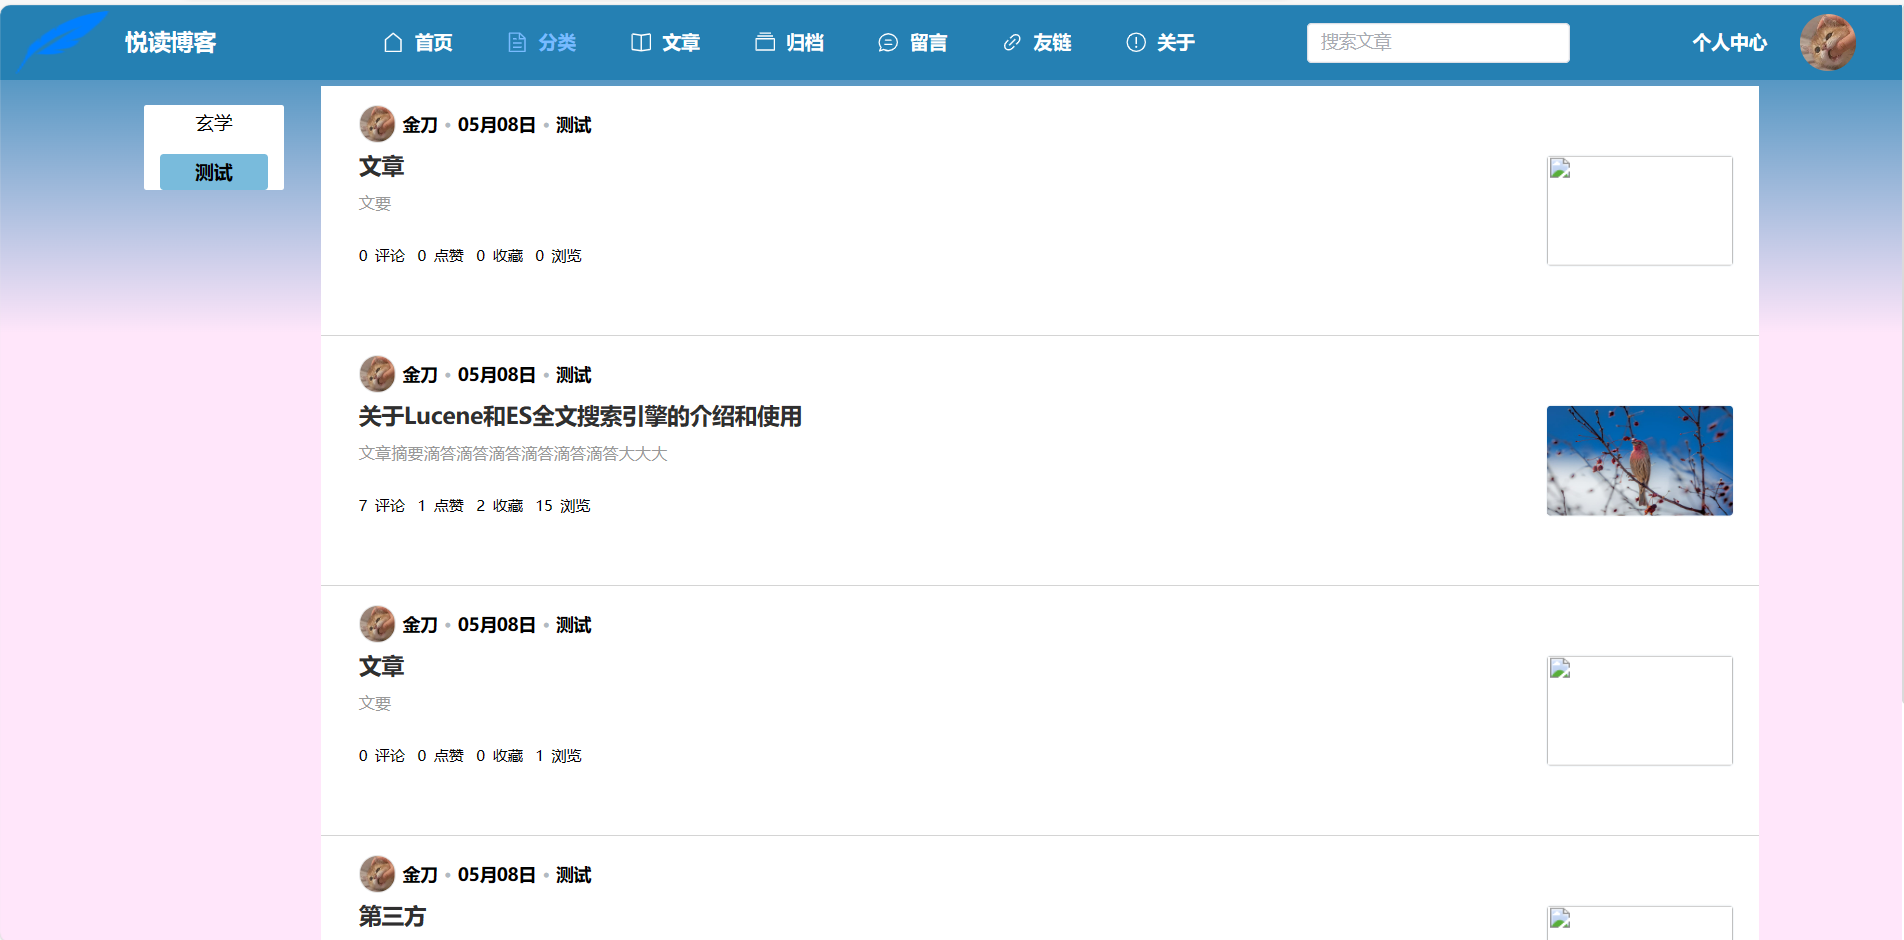 悦读博客
首页 分类 文章 归档 留言 友链 关于
搜索文章
个人中心
玄学
测试
金刀 • 05月08日 • 测试
文章
文要
0 评论 0 点赞 0 收藏 0 浏览
金刀 • 05月08日 • 测试
关于Lucene和ES全文搜索引擎的介绍和使用
文章摘要滴答滴答滴答滴答滴答滴答大大大
7 评论 1 点赞 2 收藏 15 浏览
金刀 • 05月08日 • 测试
文章
文要
0 评论 0 点赞 0 收藏 1 浏览
金刀 • 05月08日 • 测试
第三方